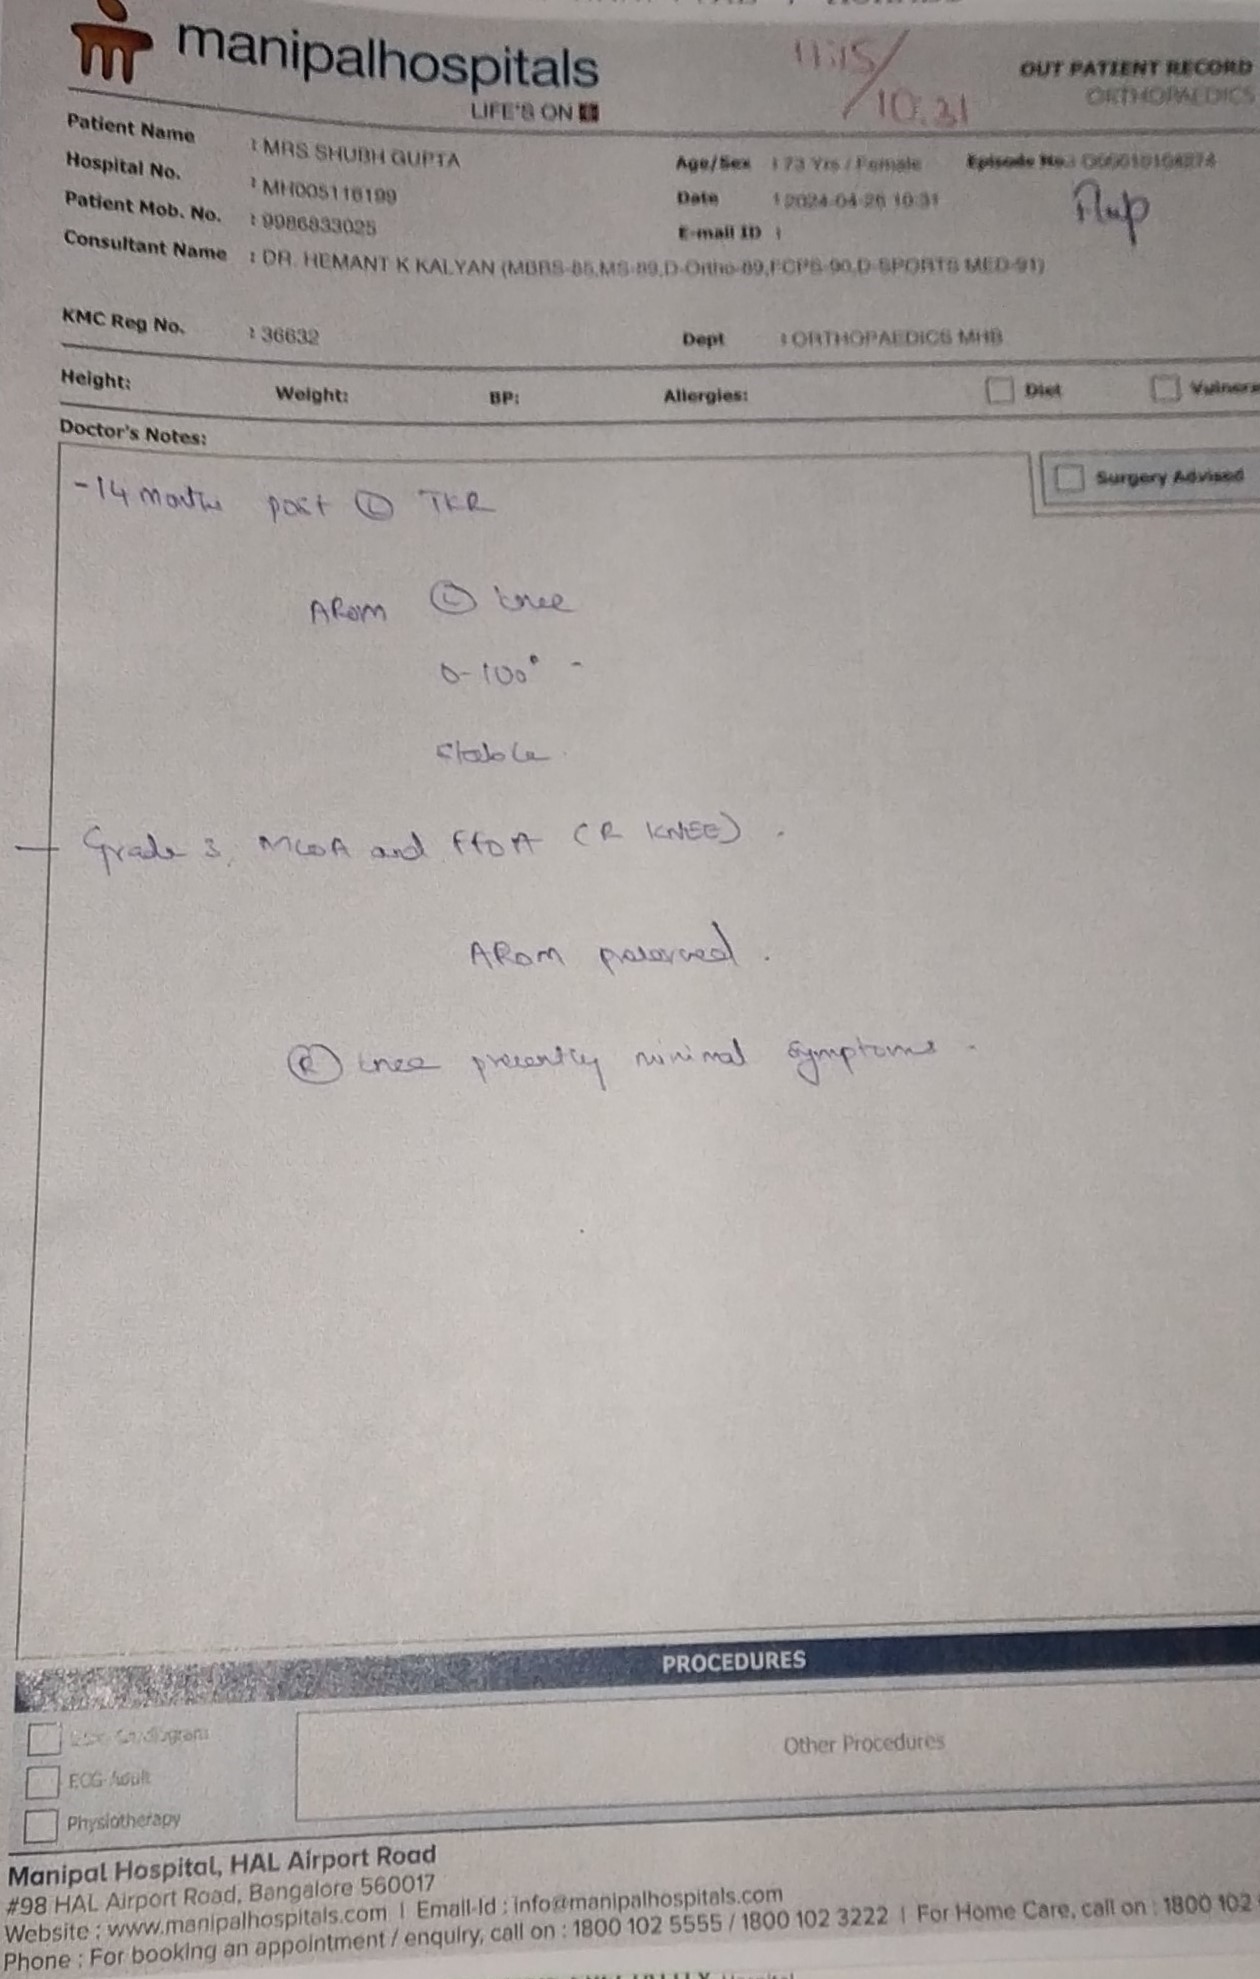 manipalhospitals
LIFE'S ON
11:15/
10.31
OUT PATIENT RECORD
ORTHOPAEDICS
Patient Name : MRS SHUBH GUPTA
Age/Sex : 73 Yrs / Female Episode No.:
Hospital No. : MH005116199
Date : 2024-04-26 10:31
Patient Mob. No. : 9986833025
E-mail ID :
Consultant Name : DR. HEMANT K KALYAN (MBBS-85,MS-89,D-Ortho-89,FCPS-90,D-SPORTS MED-91)
KMC Reg No. : 36632 Dept : ORTHOPAEDICS MHB
Height: Weight: BP: Allergies: Diet
Doctor's Notes:
Surgery Advised
- 14 months post (L) TKR
AROM (L) knee
0-100° -
stable.
- Grade 3, MCOA and PFOA (R KNEE).
AROM preserved.
(R) knee presently minimal symptoms -
PROCEDURES
ECG-Adult
Physiotherapy
Other Procedures
Manipal Hospital, HAL Airport Road
#98 HAL Airport Road, Bangalore 560017
Website : www.manipalhospitals.com | Email-Id : info@manipalhospitals.com
Phone : For booking an appointment / enquiry, call on : 1800 102 5555 / 1800 102 3222 | For Home Care, call on : 1800 102